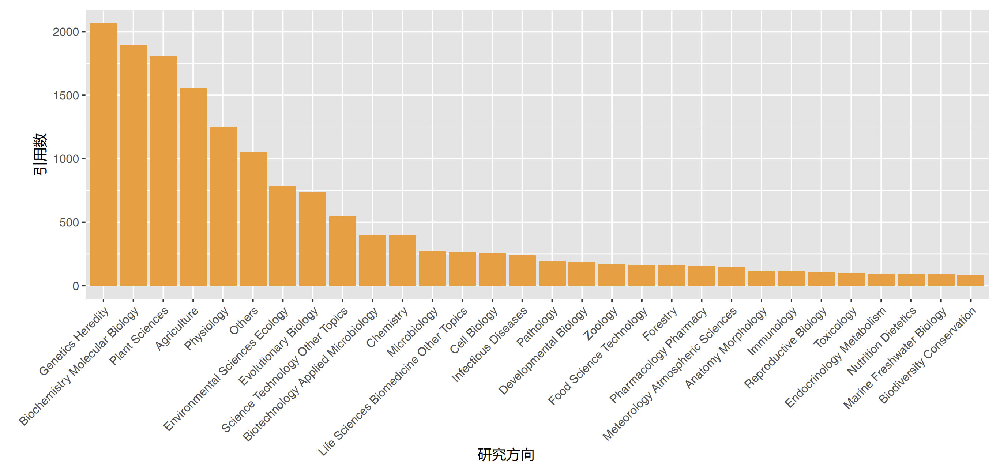 引用数
2000
1500
1000
500
0
Genetics Heredity
Biochemistry Molecular Biology
Plant Sciences
Agriculture
Physiology
Others
Environmental Sciences Ecology
Evolutionary Biology
Science Technology Other Topics
Biotechnology Applied Microbiology
Chemistry
Microbiology
Life Sciences Biomedicine Other Topics
Cell Biology
Infectious Diseases
Pathology
Developmental Biology
Zoology
Food Science Technology
Forestry
Pharmacology Pharmacy
Meteorology Atmospheric Sciences
Anatomy Morphology
Immunology
Reproductive Biology
Toxicology
Endocrinology Metabolism
Nutrition Dietetics
Marine Freshwater Biology
Biodiversity Conservation
研究方向